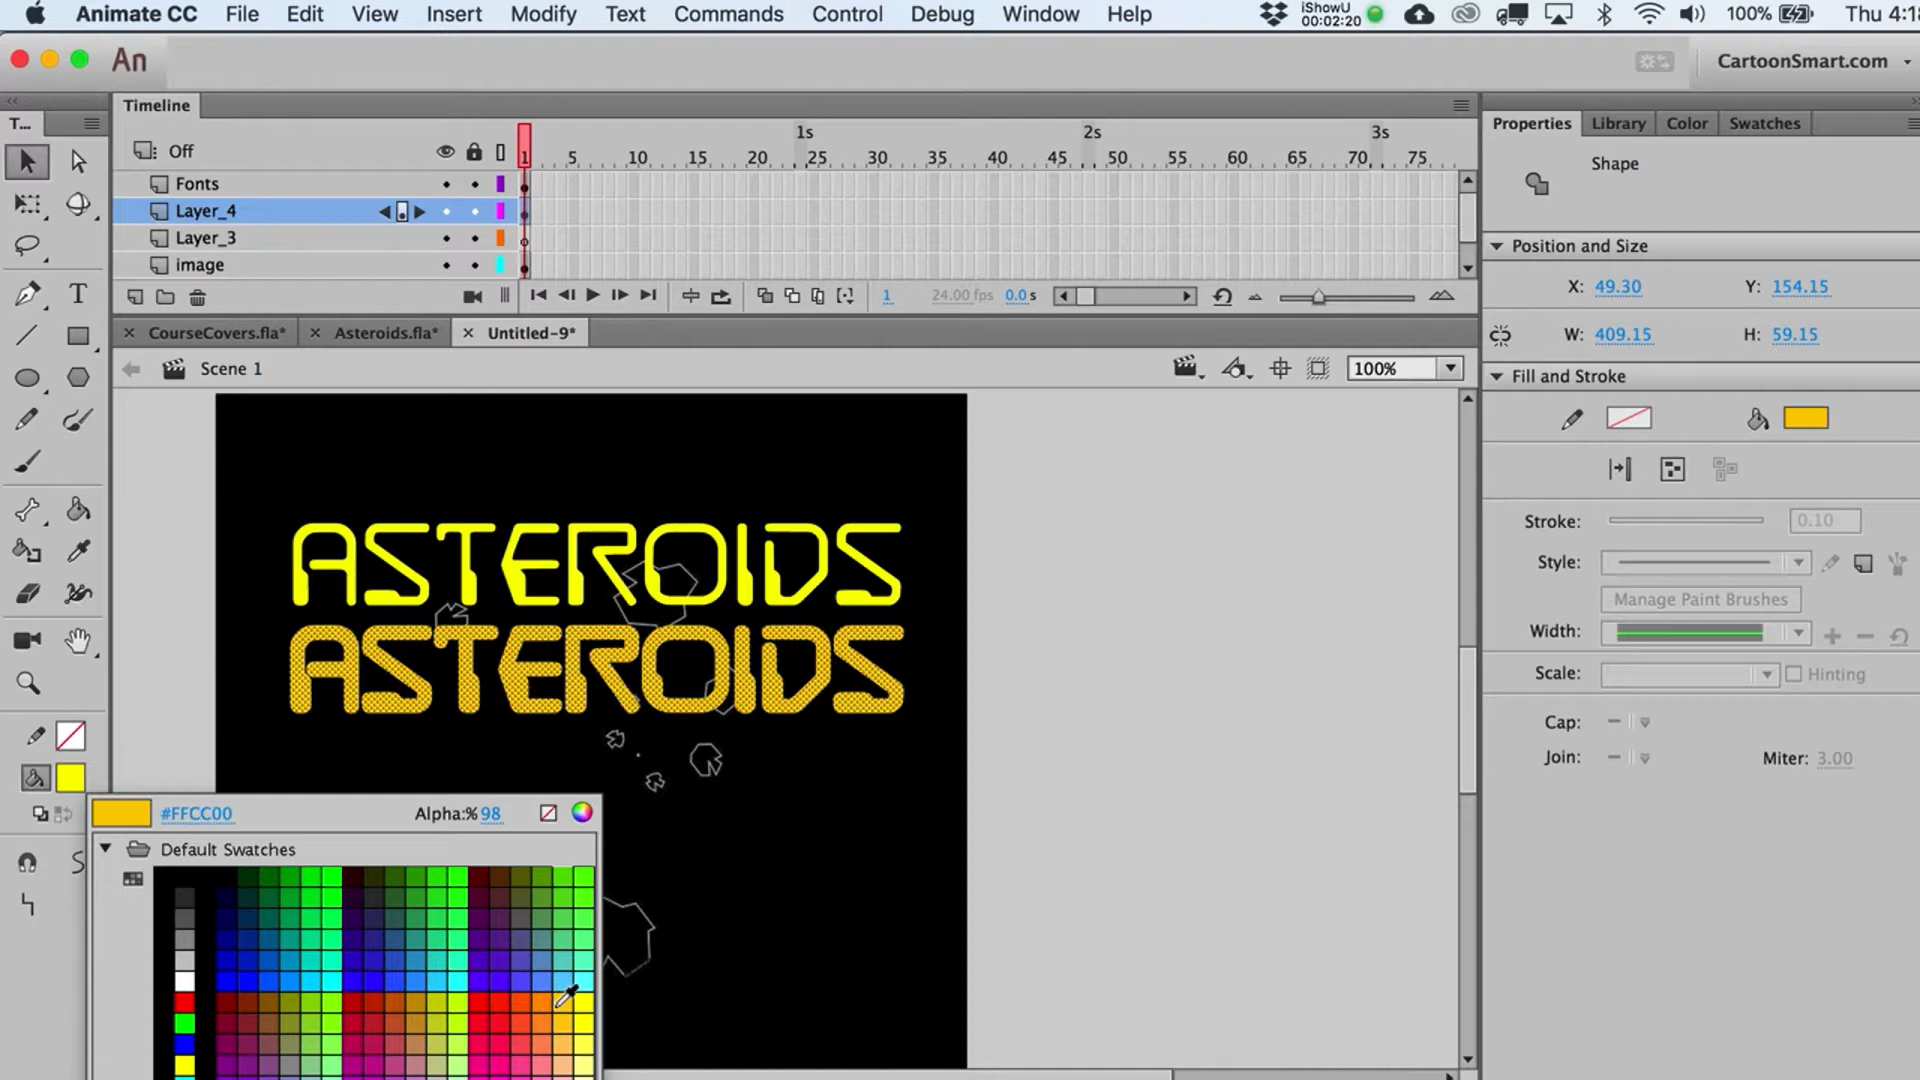 Animate CC File Edit View Insert Modify Text Commands Control Debug Window Help iShowU 00:02:20 100% Thu 4:18
An CartoonSmart.com
Timeline
T... Properties Library Color Swatches
Off 1s 2s 3s
1 5 10 15 20 25 30 35 40 45 50 55 60 65 70 75
Shape
Fonts
Layer_4
Layer_3
image
Position and Size
X: 49.30 Y: 154.15
1 24.00 fps 0.0 s
CourseCovers.fla* Asteroids.fla* Untitled-9*
W: 409.15 H: 59.15
Scene 1 100%
Fill and Stroke
ASTEROIDS
ASTEROIDS
Stroke: 0.10
Style:
Manage Paint Brushes
Width:
Scale: Hinting
Cap:
Join: Miter: 3.00
#FFCC00 Alpha:% 98
Default Swatches